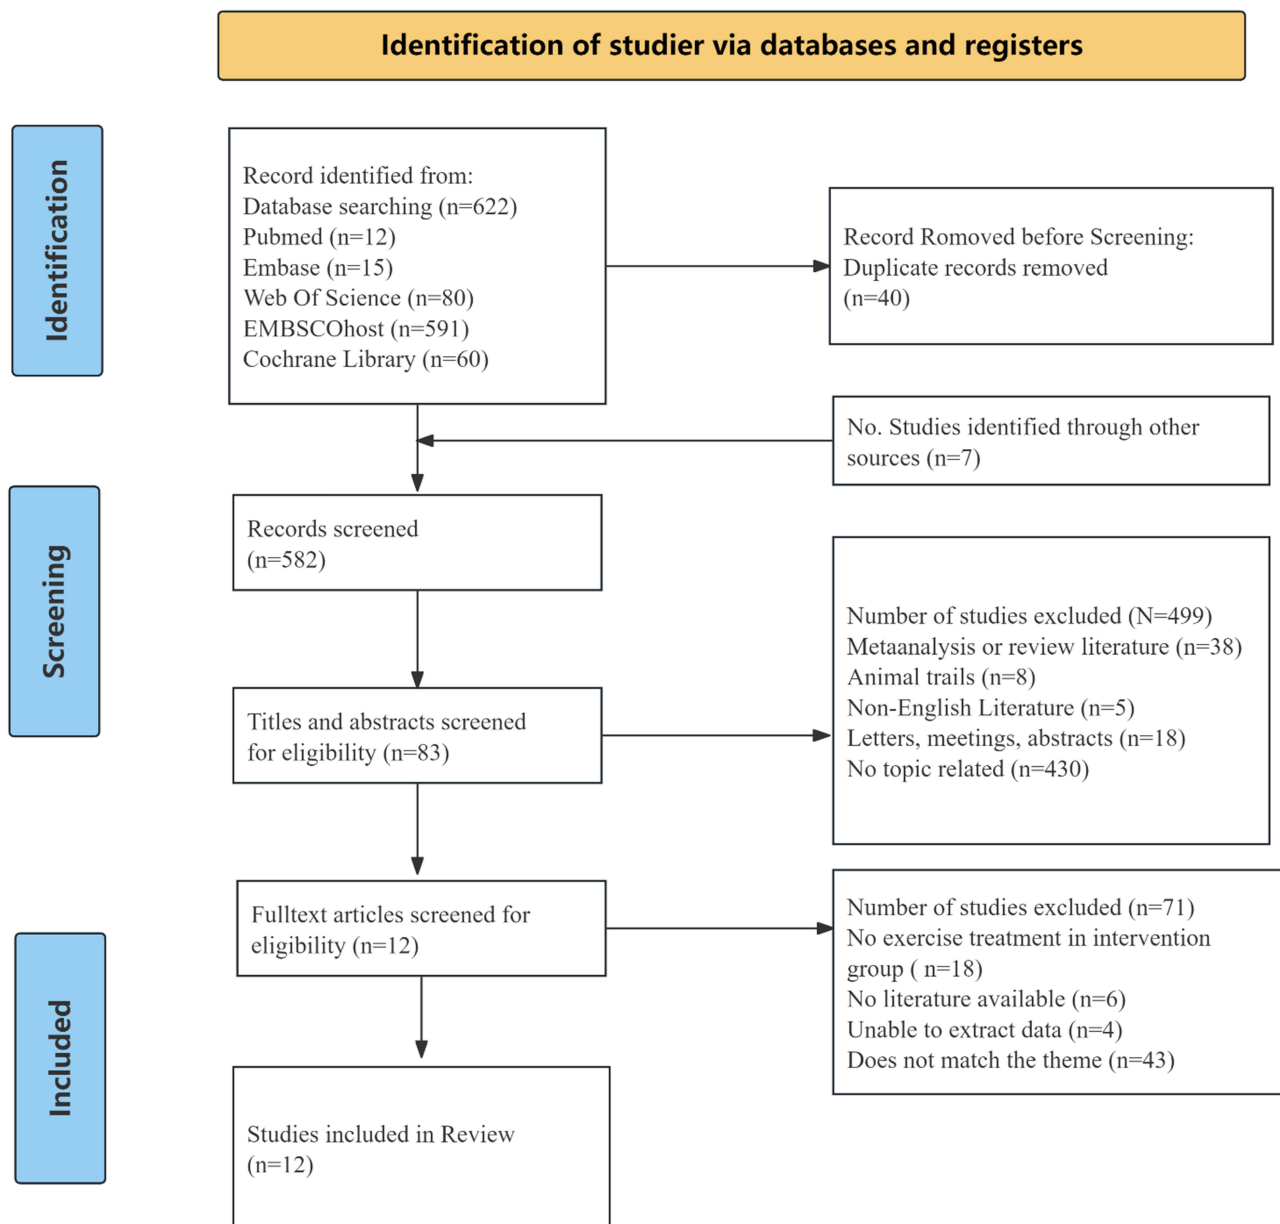 Identification of studier via databases and registers
Identification
Record identified from:
Database searching (n=622)
Pubmed (n=12)
Embase (n=15)
Web Of Science (n=80)
EMBSCOhost (n=591)
Cochrane Library (n=60)
Record Romoved before Screening:
Duplicate records removed
(n=40)
No. Studies identified through other
sources (n=7)
Screening
Records screened
(n=582)
Titles and abstracts screened
for eligibility (n=83)
Number of studies excluded (N=499)
Metaanalysis or review literature (n=38)
Animal trails (n=8)
Non-English Literature (n=5)
Letters, meetings, abstracts (n=18)
No topic related (n=430)
Fulltext articles screened for
eligibility (n=12)
Number of studies excluded (n=71)
No exercise treatment in intervention
group ( n=18)
No literature available (n=6)
Unable to extract data (n=4)
Does not match the theme (n=43)
Included
Studies included in Review
(n=12)